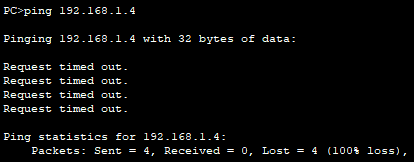 PC>ping 192.168.1.4
Pinging 192.168.1.4 with 32 bytes of data:
Request timed out.
Request timed out.
Request timed out.
Request timed out.
Ping statistics for 192.168.1.4:
Packets: Sent = 4, Received = 0, Lost = 4 (100% loss),